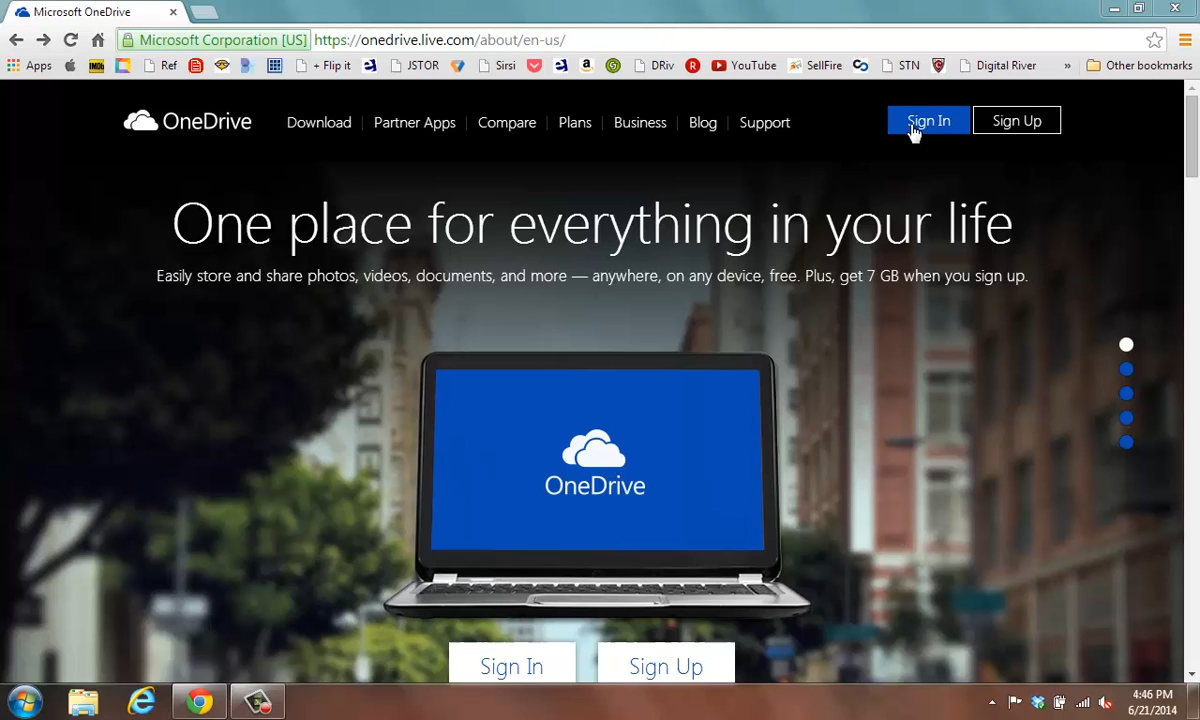 Microsoft OneDrive
Microsoft Corporation [US] https://onedrive.live.com/about/en-us/
Apps Ref + Flip it JSTOR Sirsi DRiv YouTube SellFire STN Digital River » Other bookmarks
OneDrive Download Partner Apps Compare Plans Business Blog Support Sign In Sign Up
One place for everything in your life
Easily store and share photos, videos, documents, and more — anywhere, on any device, free. Plus, get 7 GB when you sign up.
OneDrive
Sign In Sign Up
4:46 PM
6/21/2014